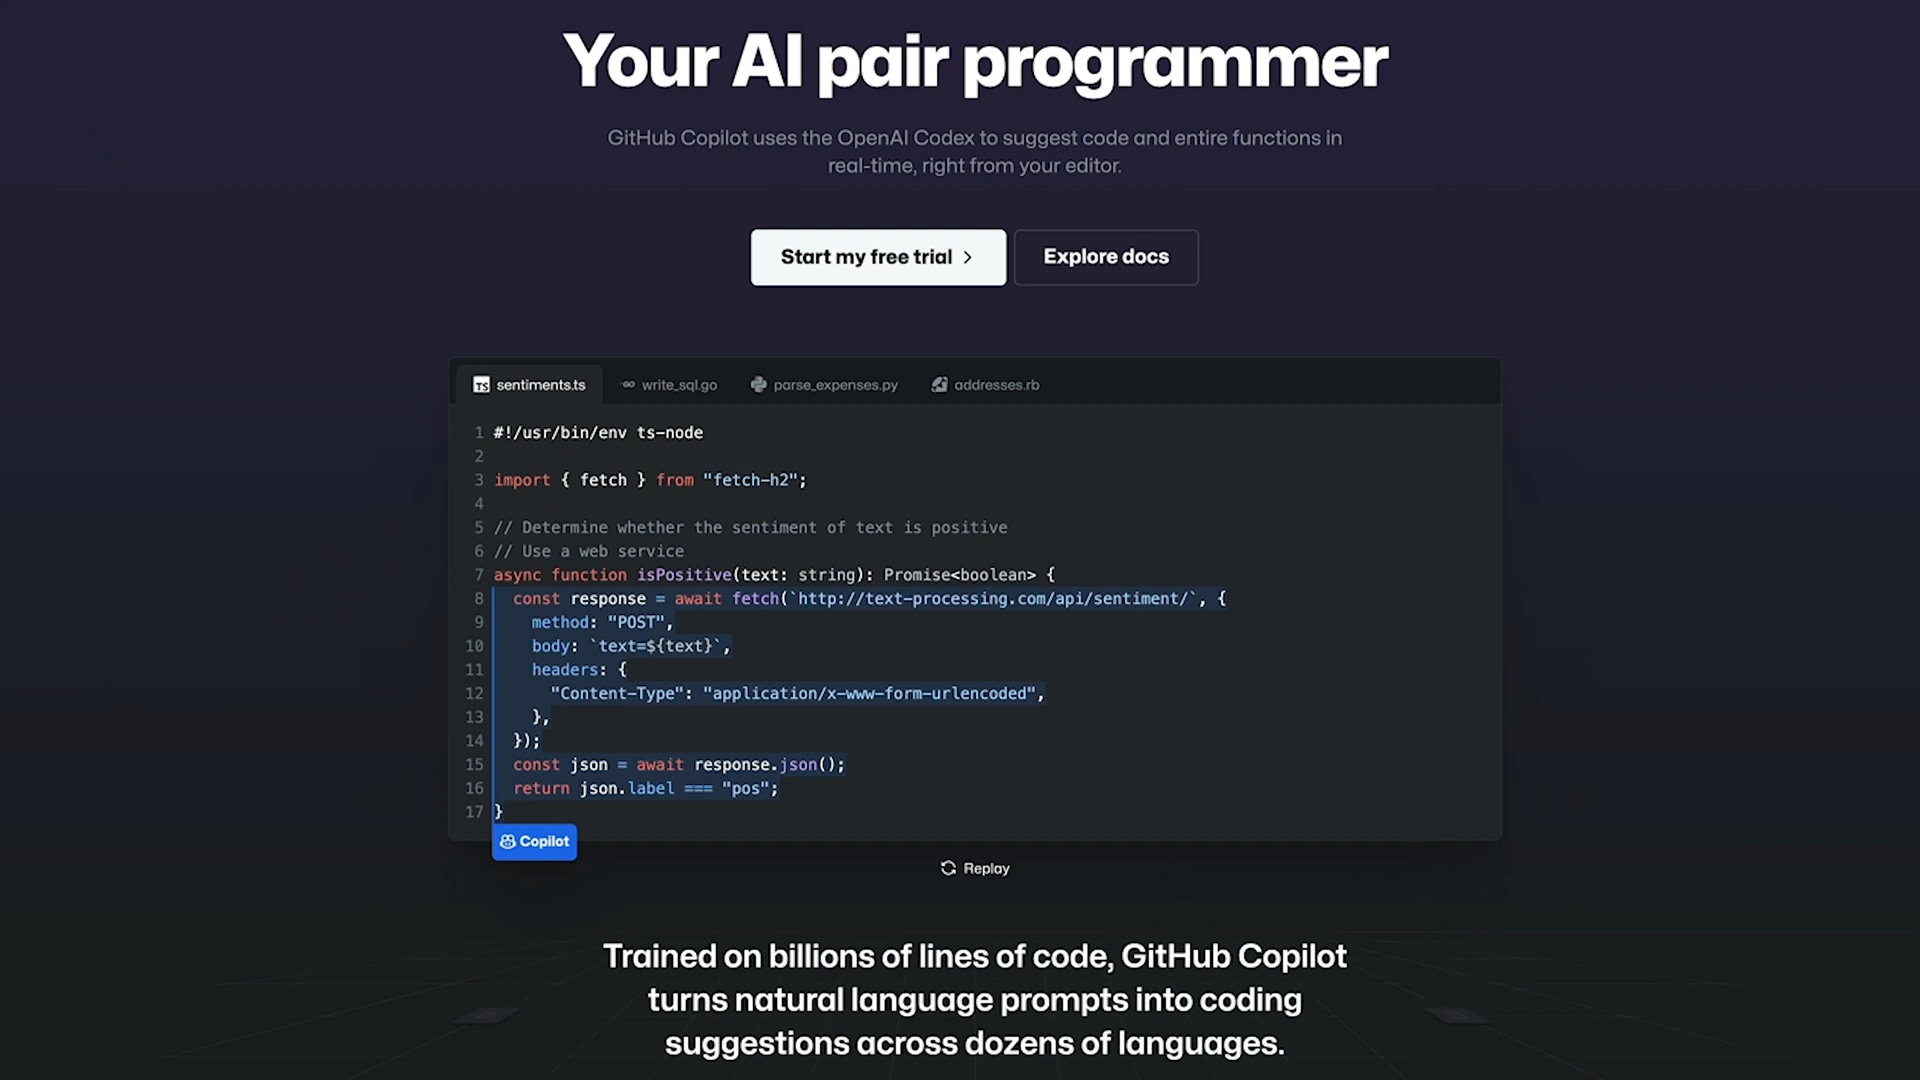 Your AI pair programmer
GitHub Copilot uses the OpenAI Codex to suggest code and entire functions in
real-time, right from your editor.
Start my free trial >
Explore docs
TS sentiments.ts
GO write_sql.go
parse_expenses.py
addresses.rb
1 #!/usr/bin/env ts-node
2
3 import { fetch } from "fetch-h2";
4
5 // Determine whether the sentiment of text is positive
6 // Use a web service
7 async function isPositive(text: string): Promise<boolean> {
8   const response = await fetch(`http://text-processing.com/api/sentiment/`, {
9     method: "POST",
10     body: `text=${text}`,
11     headers: {
12       "Content-Type": "application/x-www-form-urlencoded",
13     },
14   });
15   const json = await response.json();
16   return json.label === "pos";
17 }
Copilot
Replay
Trained on billions of lines of code, GitHub Copilot
turns natural language prompts into coding
suggestions across dozens of languages.